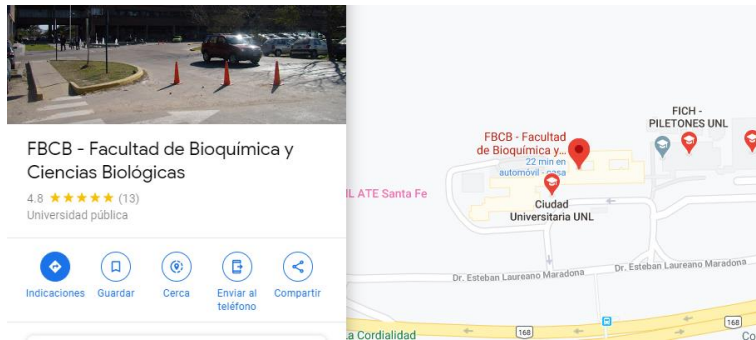 FBCB - Facultad de Bioquímica y
Ciencias Biológicas
4.8 ★★★★★ (13)
Universidad pública
Indicaciones
Guardar
Cerca
Enviar al
teléfono
Compartir
FICH -
PILETONES UNL
FBCB - Facultad
de Bioquímica y...
22 min en
automóvil - casa
IL ATE Santa Fe
Ciudad
Universitaria UNL
Dr. Esteban Laureano Maradona
Dr. Esteban Laureano Maradona
168
168
a Cordialidad
Co